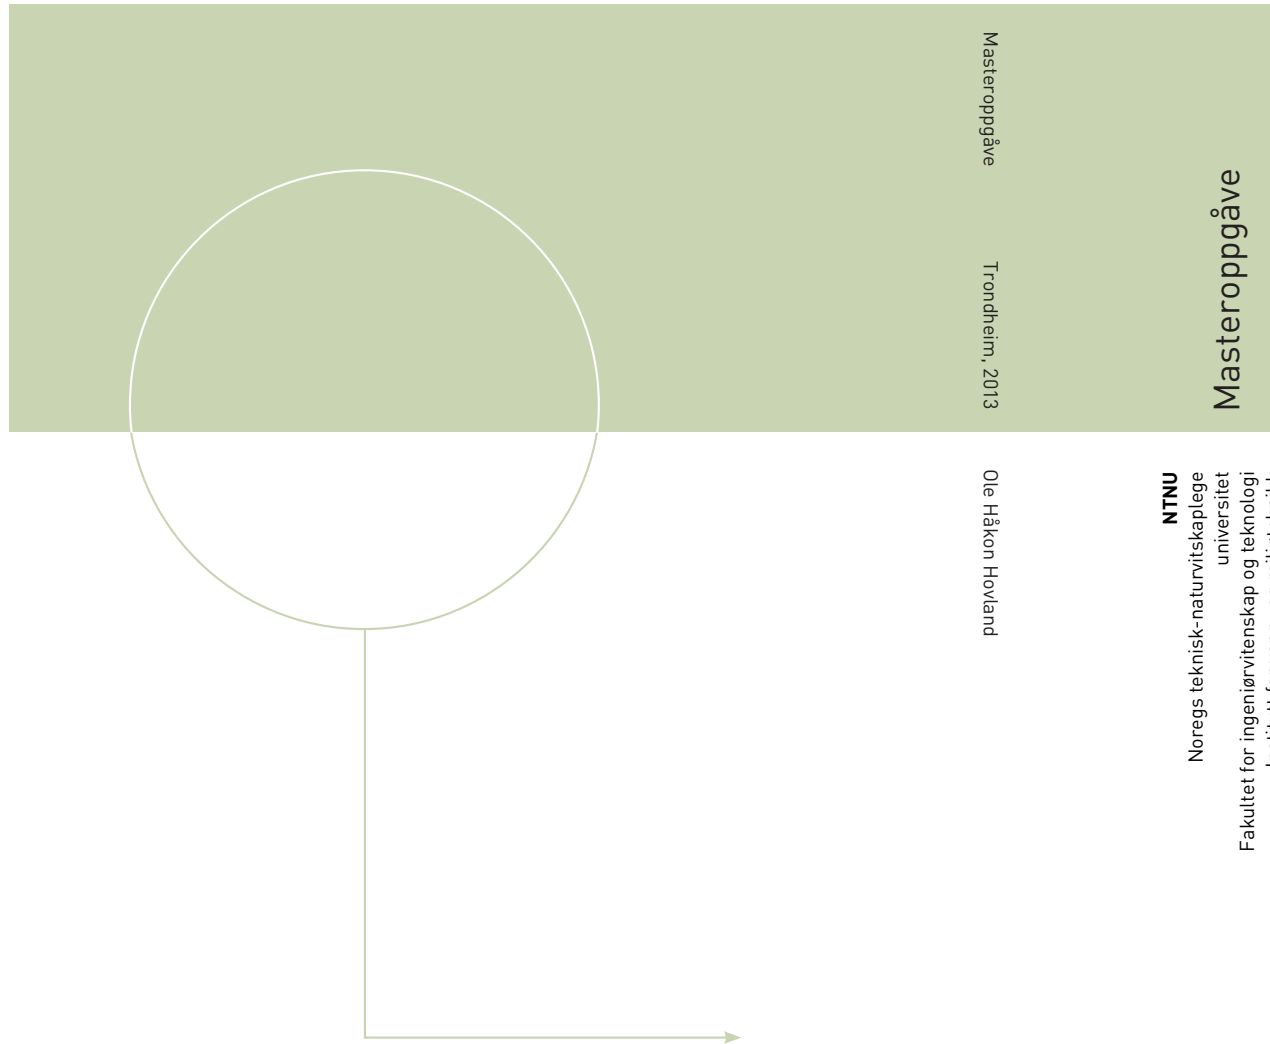 Masteroppgåve
Trondheim, 2013
Ole Håkon Hovland
Masteroppgåve
NTNU
Noregs teknisk-naturvitskaplege
universitet
Fakultet for ingeniørvitenskap og teknologi